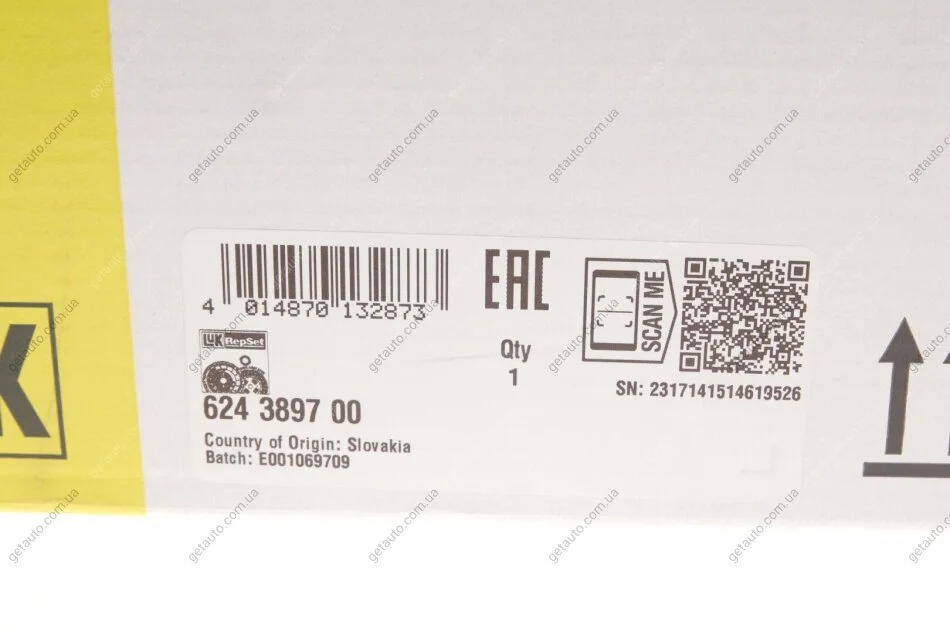 4 014870 132873
EAC
SCAN ME
LuK RepSet
Qty
1
SN: 2317141514619526
624 3897 00
Country of Origin: Slovakia
Batch: E001069709
K
getauto.com.ua